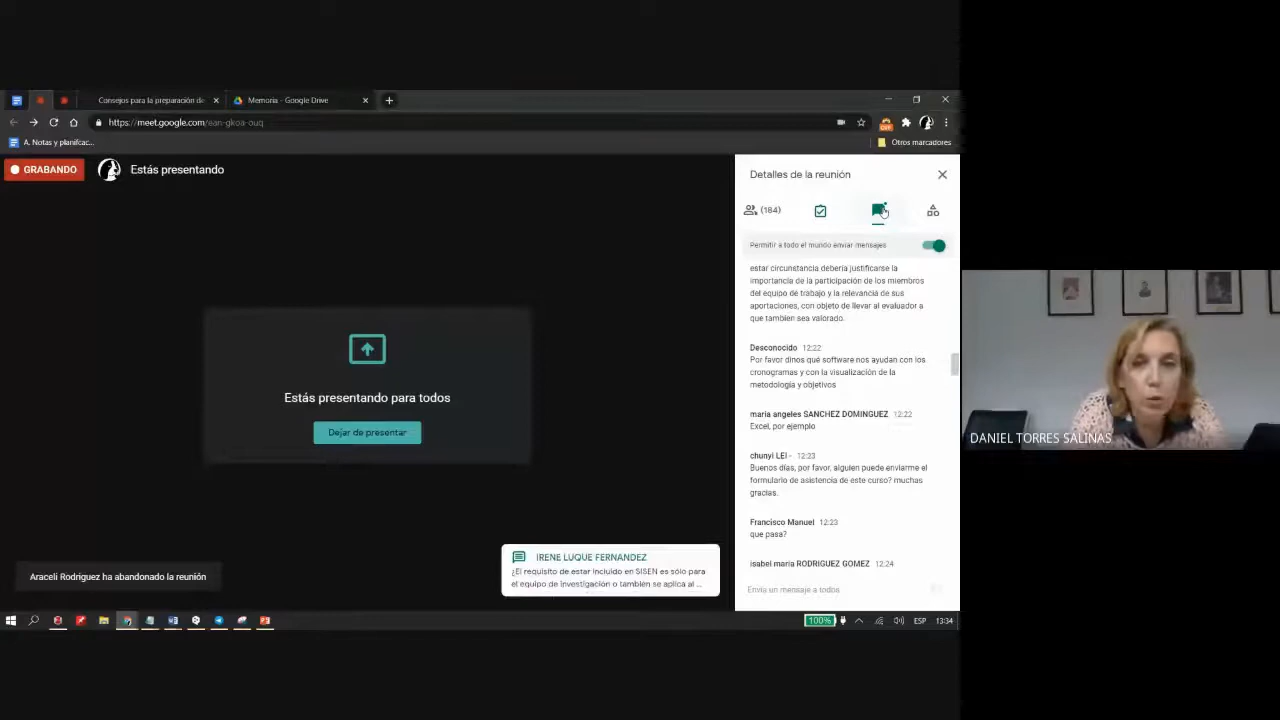 Consejos para la preparación de
Memoria - Google Drive
https://meet.google.com/ean-gkoa-ouq
A. Notas y planifcac...
Otros marcadores
GRABANDO
Estás presentando
Detalles de la reunión
(184)
Permitir a todo el mundo enviar mensajes
estar circunstancia debería justificarse la
importancia de la participación de los miembros
del equipo de trabajo y la relevancia de sus
aportaciones, con objeto de llevar al evaluador a
que tambien sea valorado.
Desconocido 12:22
Por favor dinos qué software nos ayudan con los
cronogramas y con la visualización de la
metodología y objetivos
maria angeles SANCHEZ DOMINGUEZ 12:22
Excel, por ejemplo
chunyi LEI - 12:23
Buenos días, por favor, alguien puede enviarme el
formulario de asistencia de este curso? muchas
gracias.
Francisco Manuel 12:23
que pasa?
isabel maria RODRIGUEZ GOMEZ 12:24
Envía un mensaje a todos
Estás presentando para todos
Dejar de presentar
IRENE LUQUE FERNANDEZ
¿El requisito de estar incluido en SISEN es sólo para
el equipo de investigación o también se aplica al ...
Araceli Rodriguez ha abandonado la reunión
DANIEL TORRES SALINAS
100%
ESP
13:34